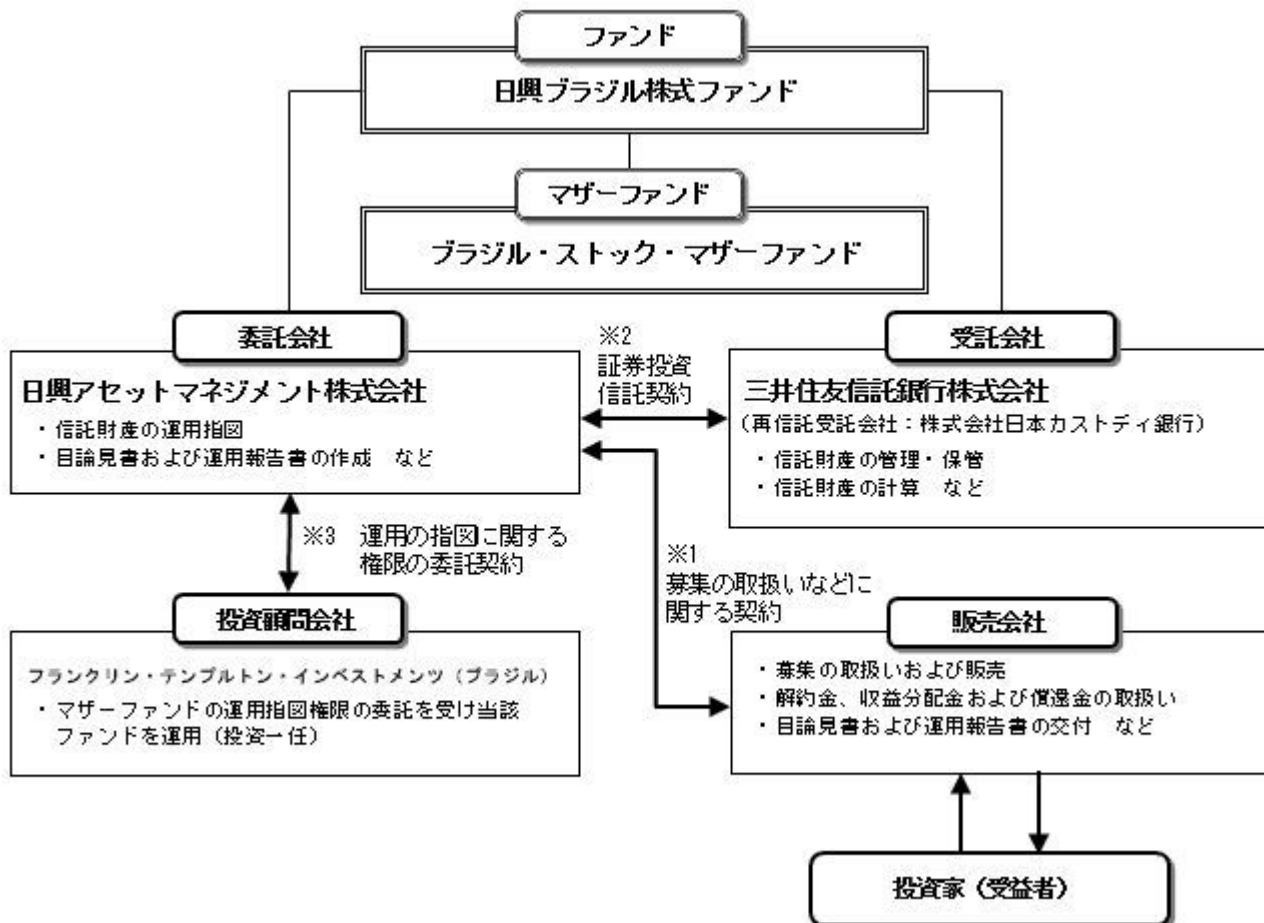 ファンド
日興ブラジル株式ファンド
マザーファンド
ブラジル・ストック・マザーファンド
委託会社
日興アセットマネジメント株式会社
・信託財産の運用指図
・目論見書および運用報告書の作成　など
※2
証券投資
信託契約
受託会社
三井住友信託銀行株式会社
(再信託受託会社:株式会社日本カストディ銀行)
・信託財産の管理・保管
・信託財産の計算　など
※3　運用の指図に関する
権限の委託契約
※1
募集の取扱いなどに
関する契約
投資顧問会社
フランクリン・テンプルトン・インベストメンツ(ブラジル)
・マザーファンドの運用指図権限の委託を受け当該
ファンドを運用(投資一任)
販売会社
・募集の取扱いおよび販売
・解約金、収益分配金および償還金の取扱い
・目論見書および運用報告書の交付　など
投資家(受益者)